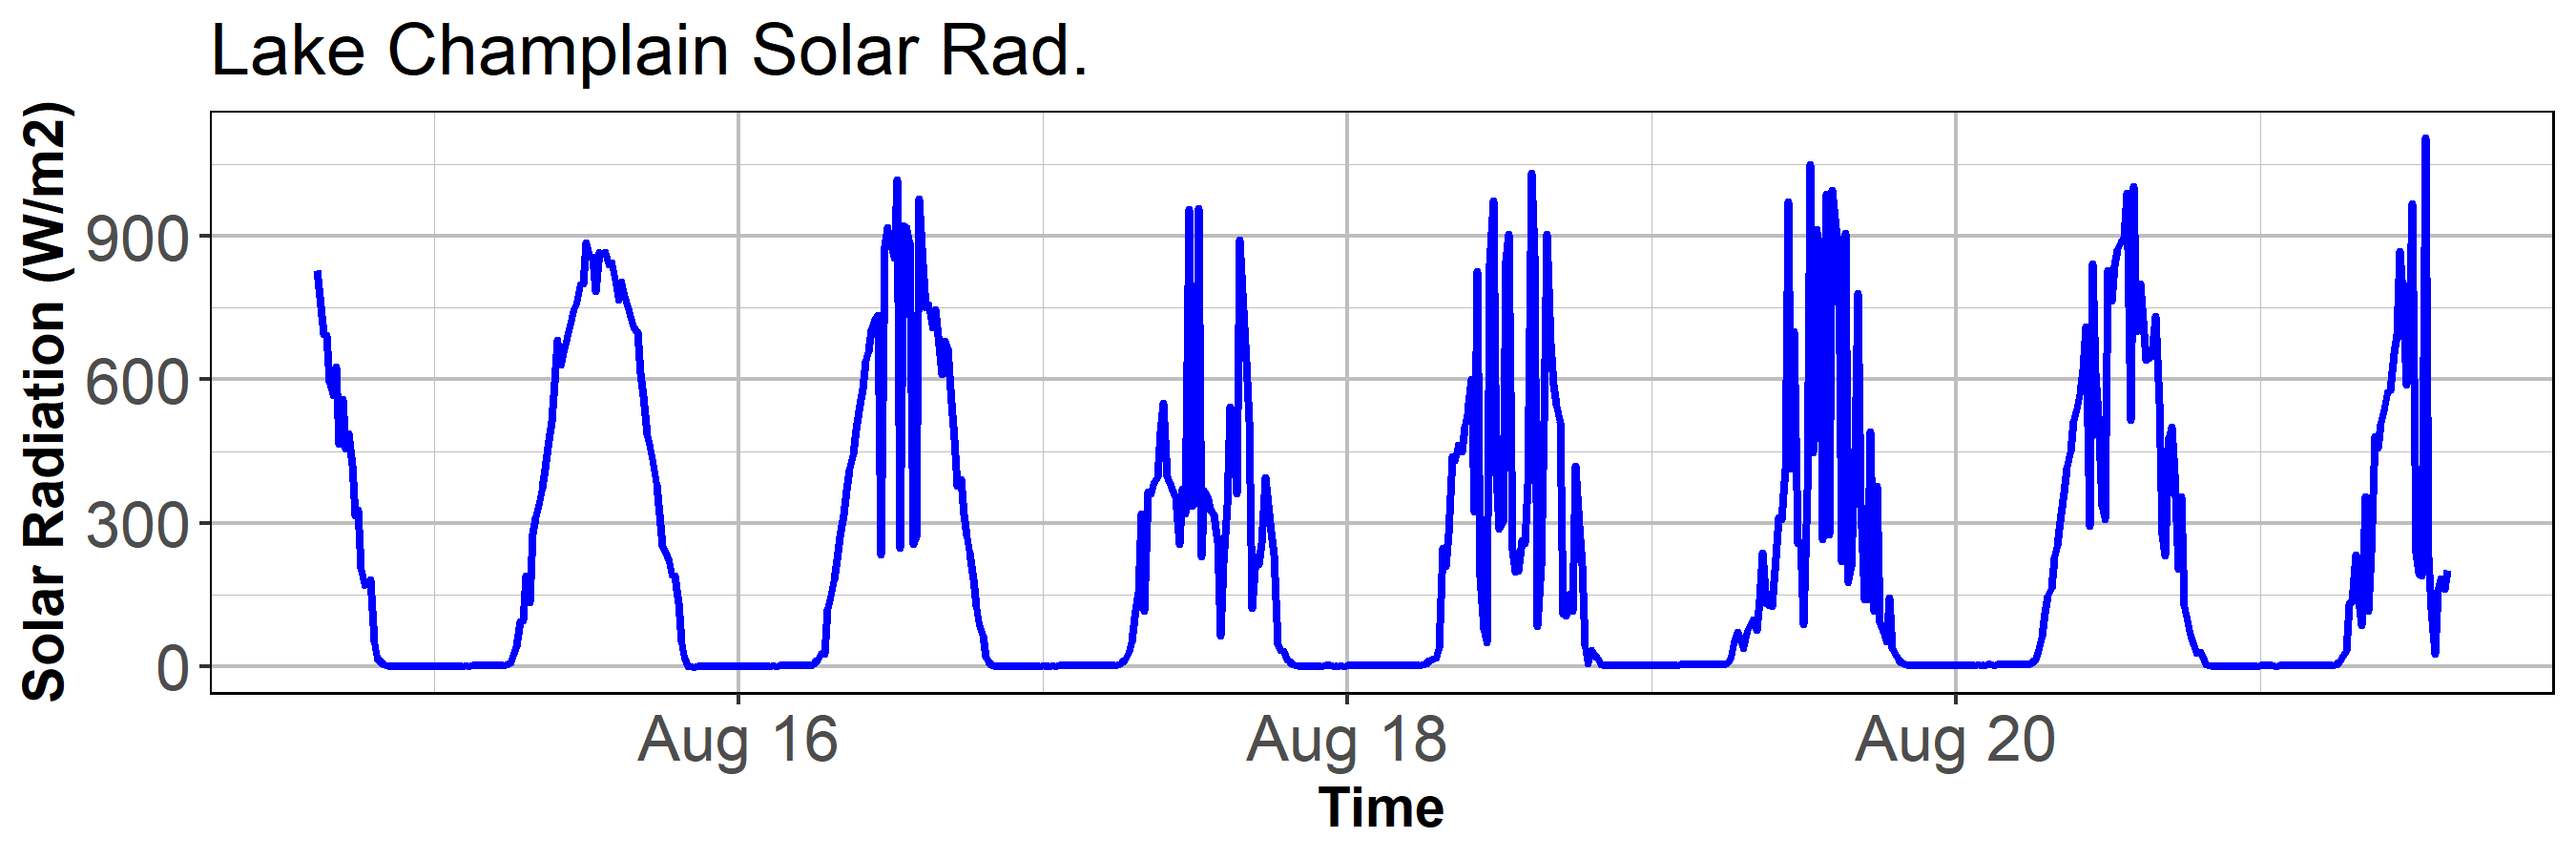 Lake Champlain Solar Rad.
Solar Radiation (W/m2)
900
600
300
0
Aug 16 Aug 18 Aug 20
Time